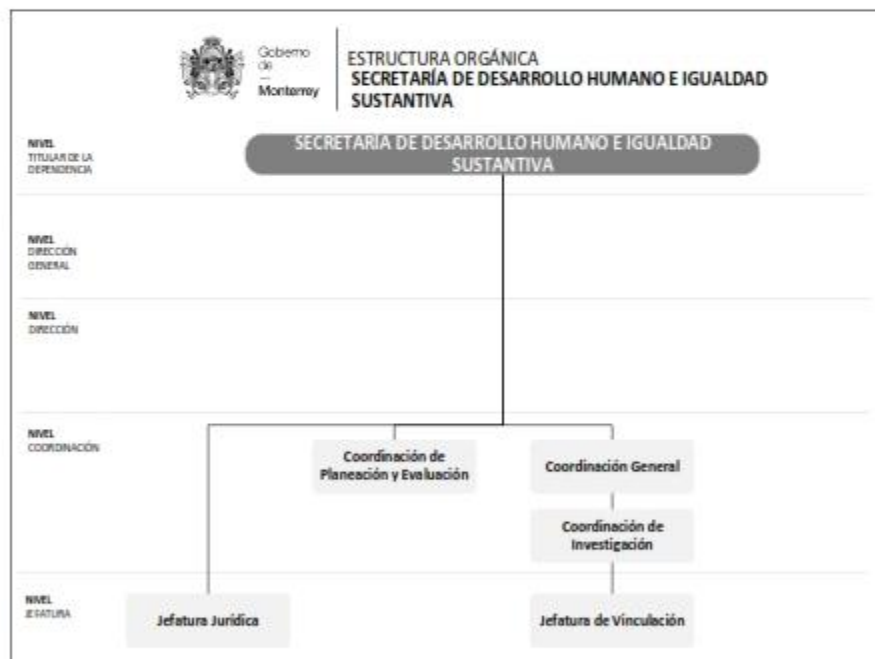 Gobierno
de
—
Monterrey
ESTRUCTURA ORGÁNICA
SECRETARÍA DE DESARROLLO HUMANO E IGUALDAD
SUSTANTIVA
NIVEL
TITULAR DE LA
DEPENDENCIA
SECRETARÍA DE DESARROLLO HUMANO E IGUALDAD
SUSTANTIVA
NIVEL
DIRECCIÓN
GENERAL
NIVEL
DIRECCIÓN
NIVEL
COORDINACIÓN
Coordinación de
Planeación y Evaluación
Coordinación General
Coordinación de
Investigación
NIVEL
JEFATURA
Jefatura Jurídica
Jefatura de Vinculación